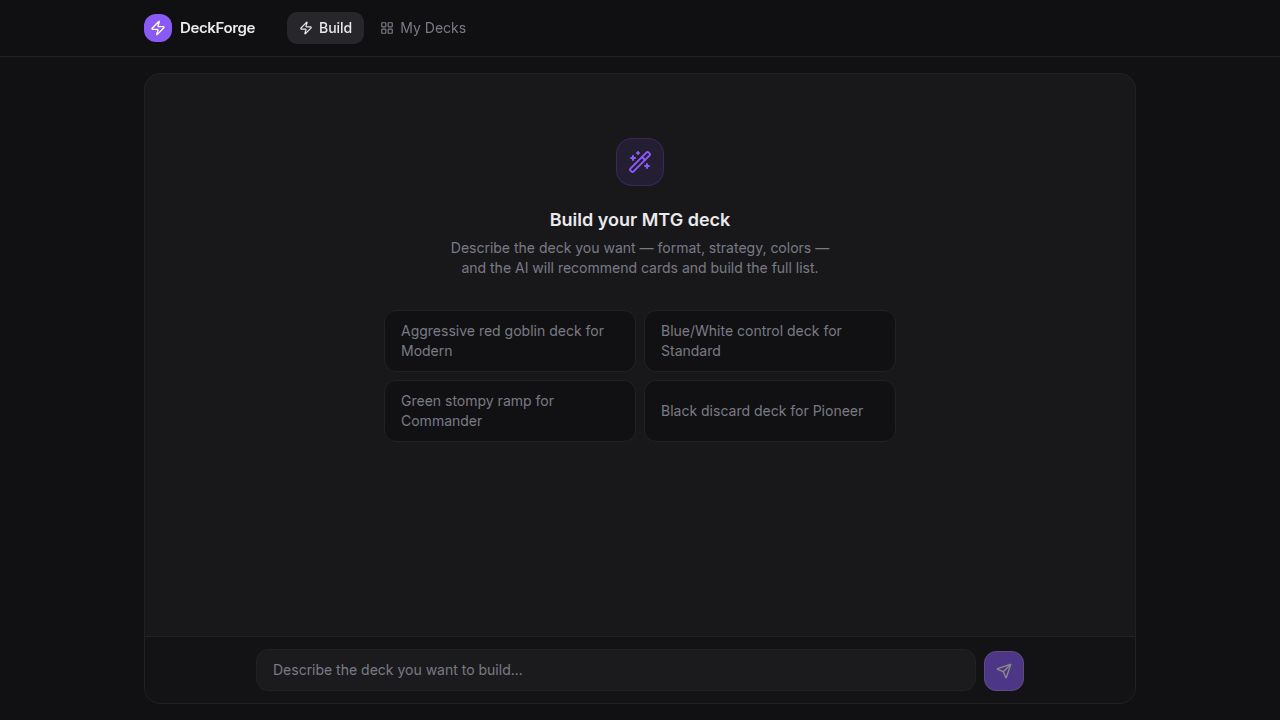 DeckForge
Build
My Decks
Build your MTG deck
Describe the deck you want — format, strategy, colors —
and the AI will recommend cards and build the full list.
Aggressive red goblin deck for
Modern
Blue/White control deck for
Standard
Green stompy ramp for
Commander
Black discard deck for Pioneer
Describe the deck you want to build...